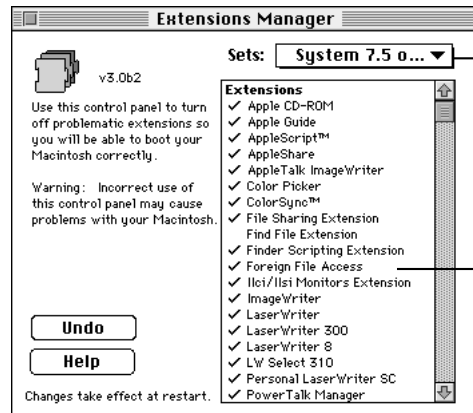 Extensions Manager
Sets: System 7.5 o...
v3.0b2
Use this control panel to turn
off problematic extensions so
you will be able to boot your
Macintosh correctly.
Warning: Incorrect use of
this control panel may cause
problems with your Macintosh.
Undo
Help
Changes take effect at restart.
Extensions
✓ Apple CD-ROM
✓ Apple Guide
✓ AppleScript™
✓ AppleShare
✓ AppleTalk ImageWriter
✓ Color Picker
✓ ColorSync™
✓ File Sharing Extension
Find File Extension
✓ Finder Scripting Extension
✓ Foreign File Access
✓ IIci/IIsi Monitors Extension
✓ ImageWriter
✓ LaserWriter
✓ LaserWriter 300
✓ LaserWriter 8
✓ LW Select 310
✓ Personal LaserWriter SC
✓ PowerTalk Manager